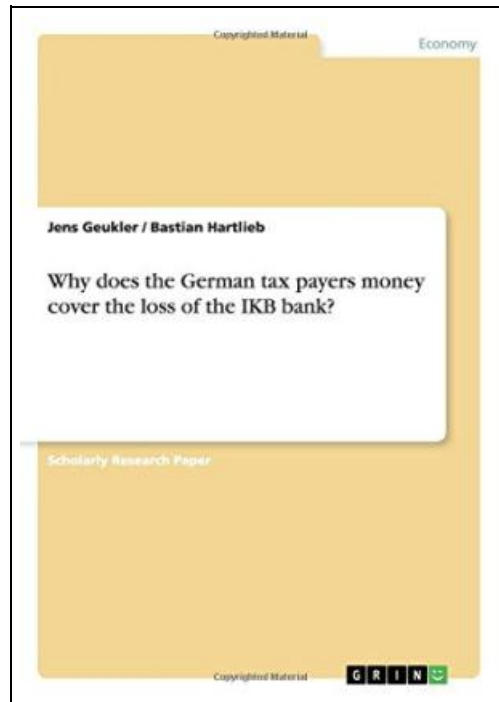 Copyrighted Material
Economy
Jens Geukler / Bastian Hartlieb
Why does the German tax payers money
cover the loss of the IKB bank?
Scholarly Research Paper
Copyrighted Material
GRIN